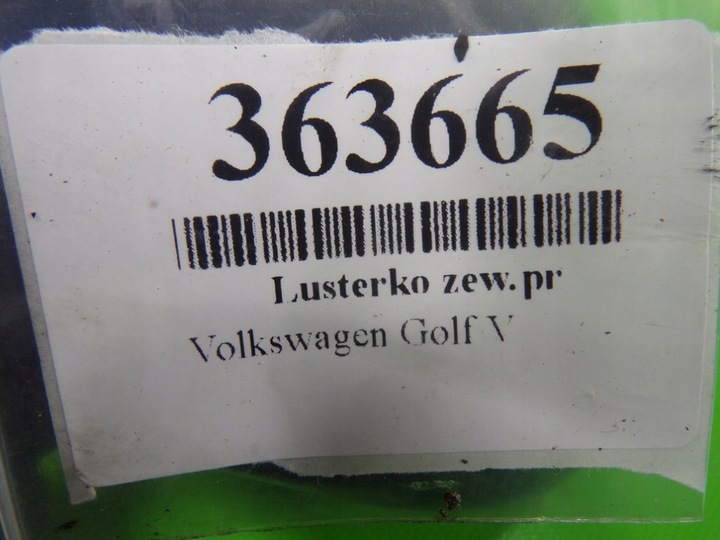 363665
Lusterko zew.pr
Volkswagen Golf V